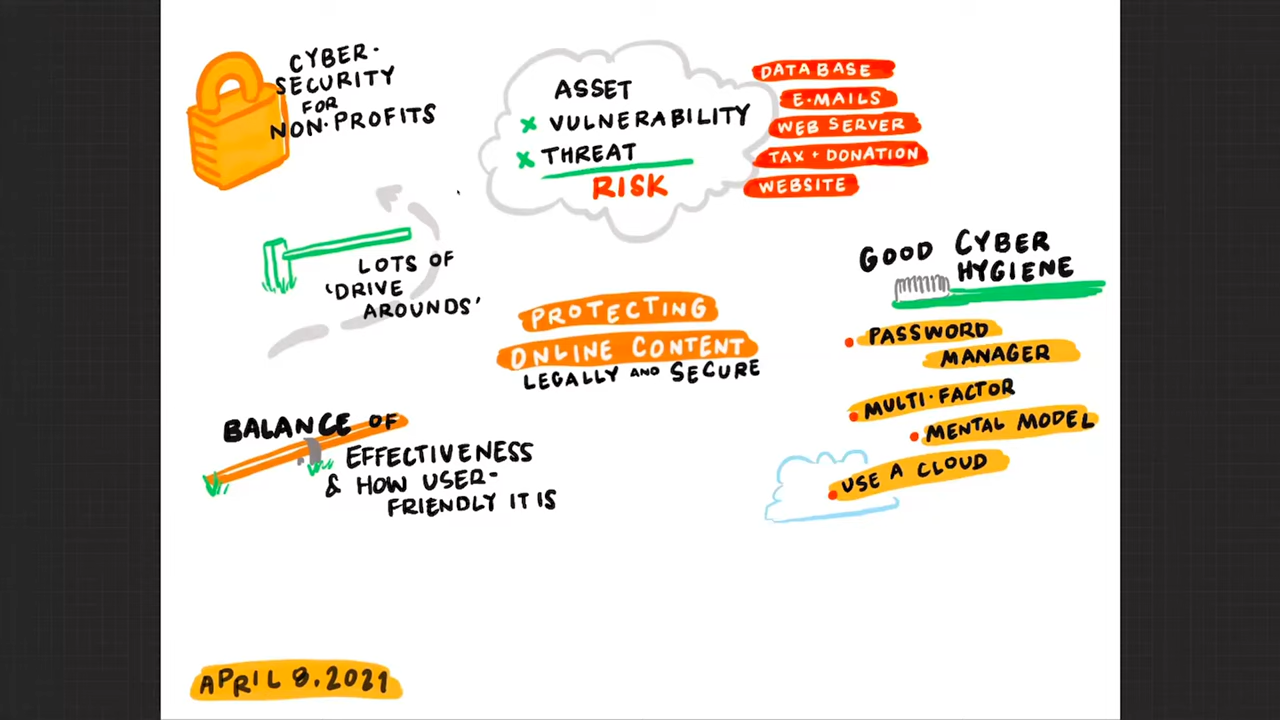 CYBER-
SECURITY
FOR
NON-PROFITS
ASSET
x VULNERABILITY
x THREAT
RISK
DATABASE
E-MAILS
WEB SERVER
TAX + DONATION
WEBSITE
LOTS OF
'DRIVE
AROUNDS'
PROTECTING
ONLINE CONTENT
LEGALLY AND SECURE
GOOD CYBER
HYGIENE
• PASSWORD
MANAGER
• MULTI-FACTOR
• MENTAL MODEL
• USE A CLOUD
BALANCE OF
EFFECTIVENESS
& HOW USER-
FRIENDLY IT IS
APRIL 8, 2021